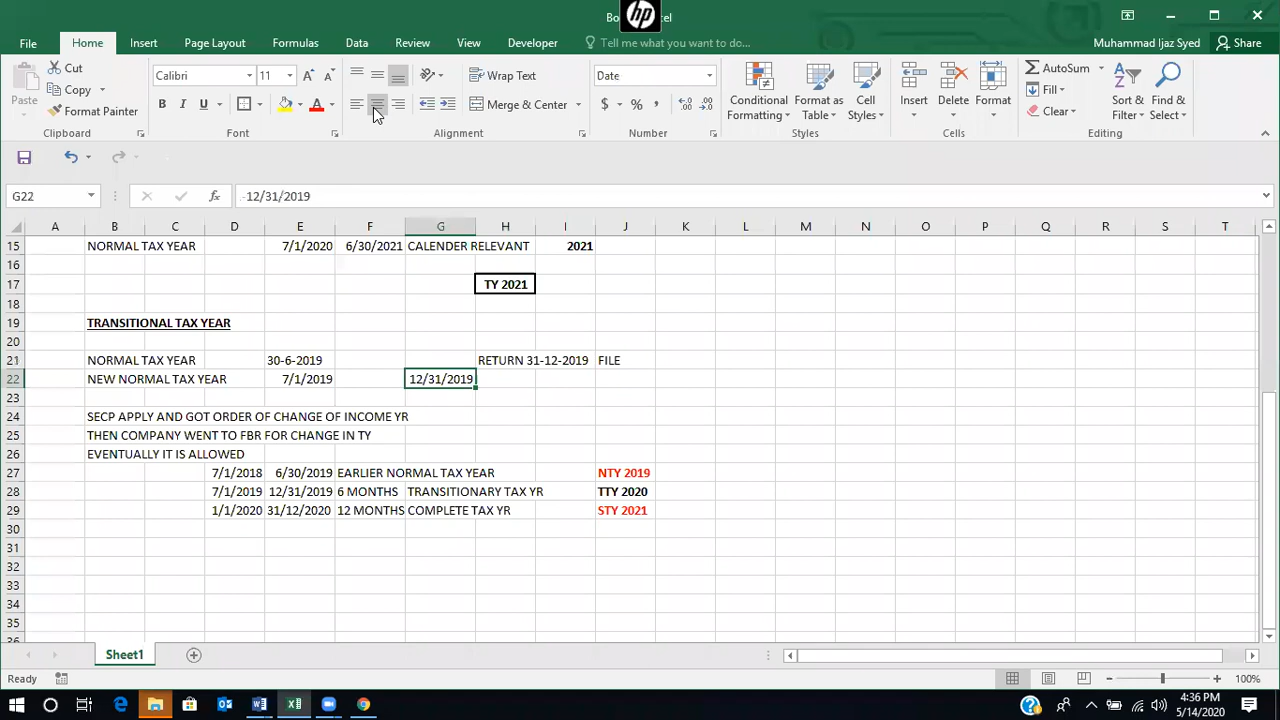 Excel
hp
File Home Insert Page Layout Formulas Data Review View Developer Tell me what you want to do... Muhammad Ijaz Syed Share
Paste
Cut
Copy
Format Painter
Clipboard
Calibri 11
B I U
Font
Wrap Text
Merge & Center
Alignment
Date
$ % ,
Number
Conditional Formatting
Format as Table
Cell Styles
Styles
Insert Delete Format
Cells
AutoSum
Fill
Clear
Sort & Filter
Find & Select
Editing
G22 fx 12/31/2019
A B C D E F G H I J K L M N O P Q R S T
15 NORMAL TAX YEAR 7/1/2020 6/30/2021 CALENDER RELEVANT 2021
16
17 TY 2021
18
19 TRANSITIONAL TAX YEAR
20
21 NORMAL TAX YEAR 30-6-2019 RETURN 31-12-2019 FILE
22 NEW NORMAL TAX YEAR 7/1/2019 12/31/2019
23
24 SECP APPLY AND GOT ORDER OF CHANGE OF INCOME YR
25 THEN COMPANY WENT TO FBR FOR CHANGE IN TY
26 EVENTUALLY IT IS ALLOWED
27 7/1/2018 6/30/2019 EARLIER NORMAL TAX YEAR NTY 2019
28 7/1/2019 12/31/2019 6 MONTHS TRANSITIONARY TAX YR TTY 2020
29 1/1/2020 31/12/2020 12 MONTHS COMPLETE TAX YR STY 2021
30
31
32
33
34
35
36
Sheet1
Ready 100%
4:36 PM
5/14/2020